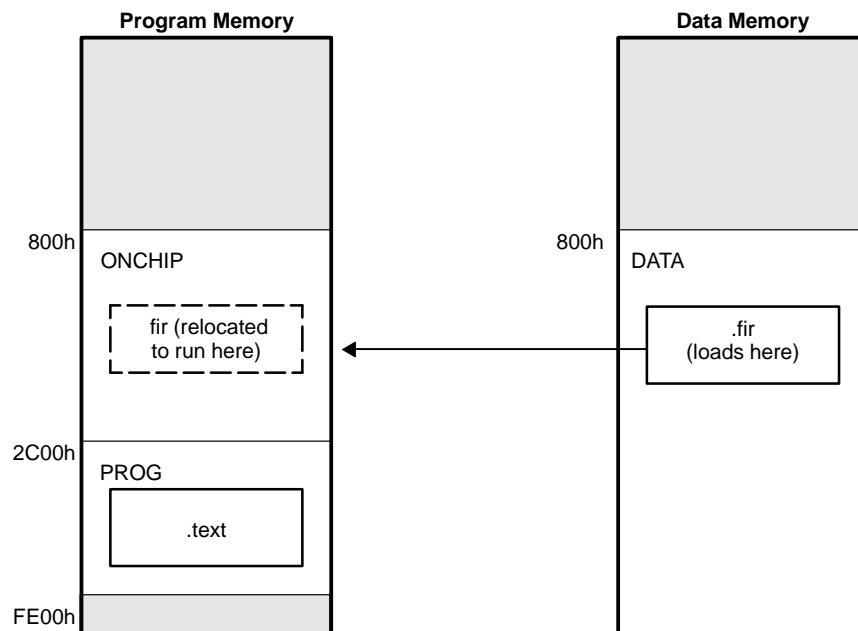 Program Memory
Data Memory
800h
ONCHIP
fir (relocated
to run here)
2C00h
PROG
.text
FE00h
800h
DATA
.fir
(loads here)